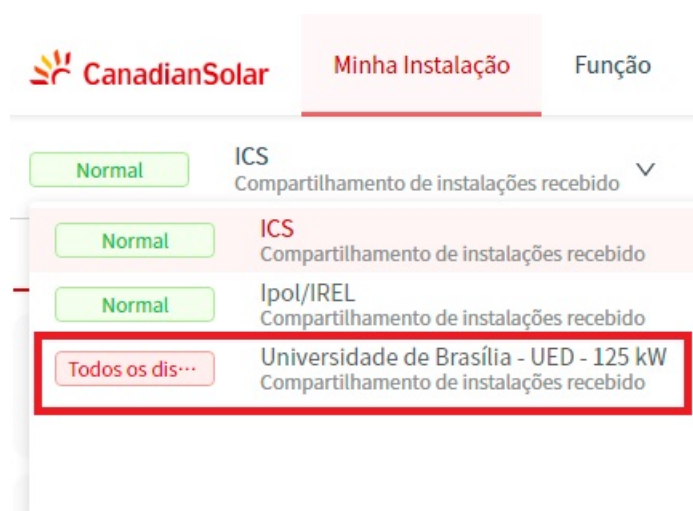 CanadianSolar
Minha Instalação
Função
Normal
ICS
Compartilhamento de instalações recebido
Normal
ICS
Compartilhamento de instalações recebido
Normal
Ipol/IREL
Compartilhamento de instalações recebido
Todos os dis···
Universidade de Brasília - UED - 125 kW
Compartilhamento de instalações recebido